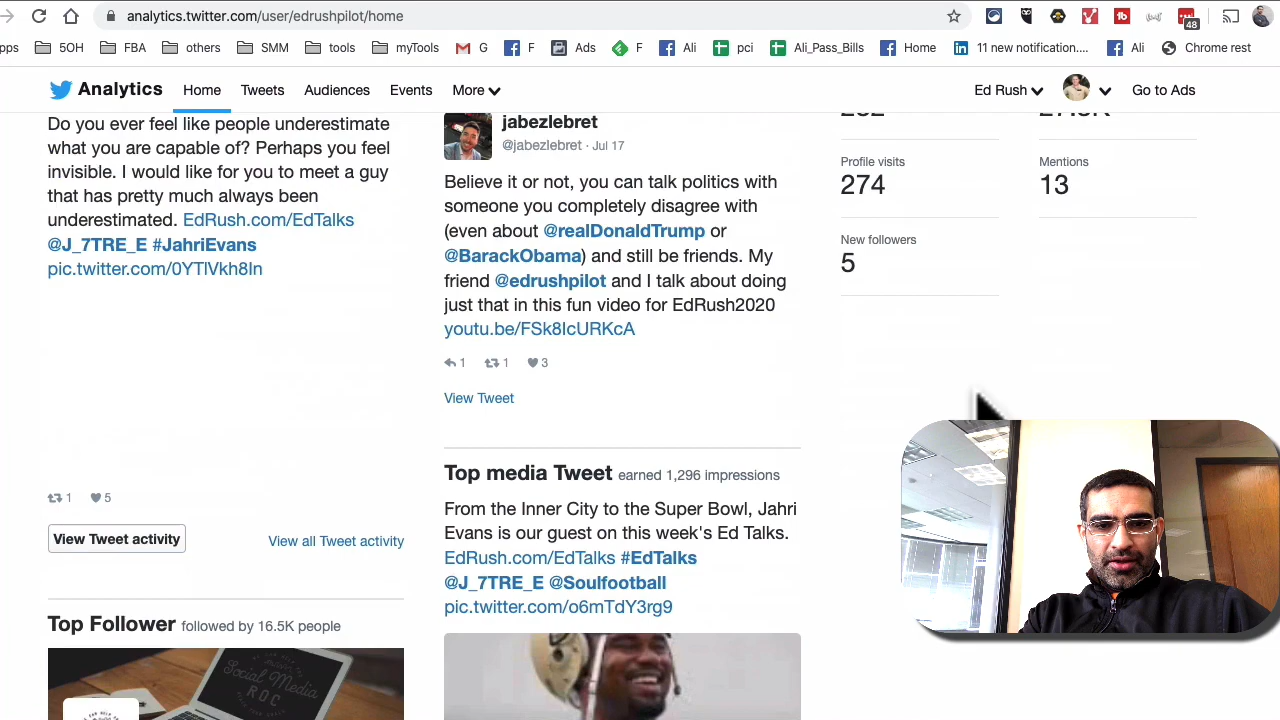 analytics.twitter.com/user/edrushpilot/home
48
pps 5OH FBA others SMM tools myTools G F Ads F Ali pci Ali_Pass_Bills Home 11 new notification.... Ali Chrome rest
Analytics Home Tweets Audiences Events More Ed Rush Go to Ads
Do you ever feel like people underestimate
what you are capable of? Perhaps you feel
invisible. I would like for you to meet a guy
that has pretty much always been
underestimated. EdRush.com/EdTalks
@J_7TRE_E #JahriEvans
pic.twitter.com/0YTlVkh8In
1 5
View Tweet activity View all Tweet activity
Top Follower followed by 16.5K people
Social Media
ROC
jabezlebret
@jabezlebret · Jul 17
Believe it or not, you can talk politics with
someone you completely disagree with
(even about @realDonaldTrump or
@BarackObama) and still be friends. My
friend @edrushpilot and I talk about doing
just that in this fun video for EdRush2020
youtu.be/FSk8IcURKcA
1 1 3
View Tweet
Top media Tweet earned 1,296 impressions
From the Inner City to the Super Bowl, Jahri
Evans is our guest on this week's Ed Talks.
EdRush.com/EdTalks #EdTalks
@J_7TRE_E @Soulfootball
pic.twitter.com/o6mTdY3rg9
Profile visits
274
Mentions
13
New followers
5